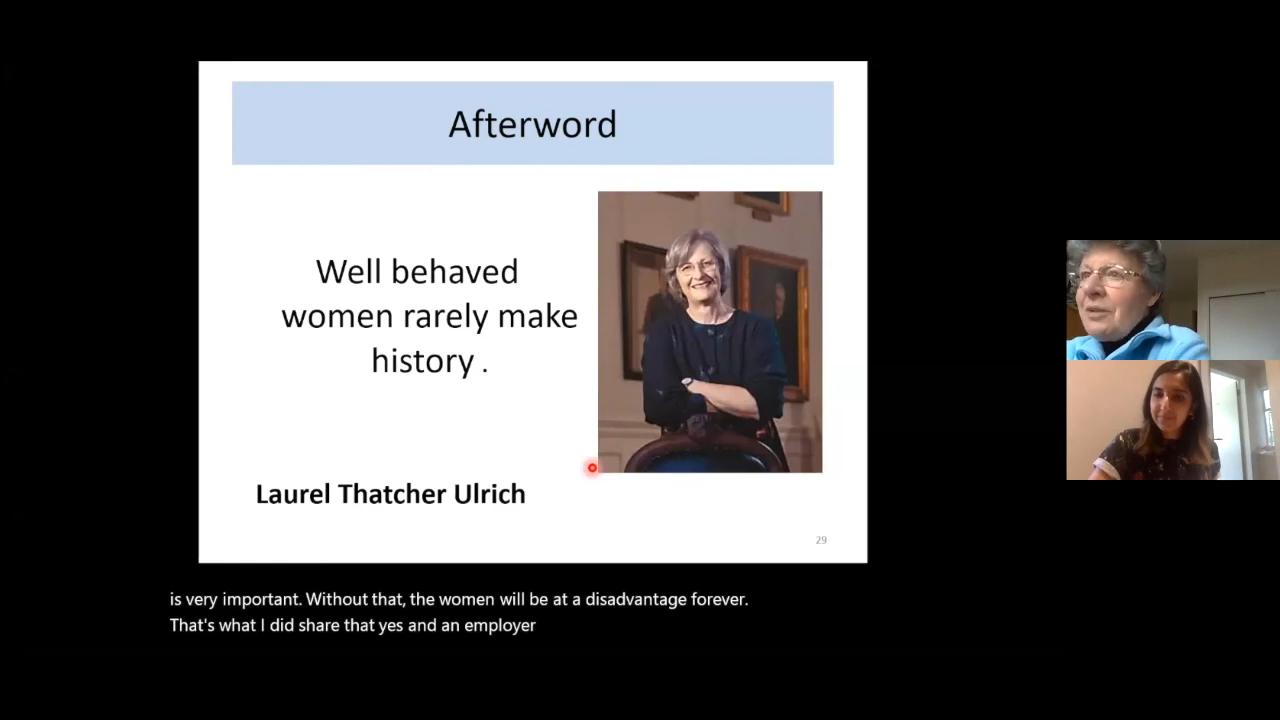 Afterword
Well behaved
women rarely make
history .
Laurel Thatcher Ulrich
29
is very important. Without that, the women will be at a disadvantage forever.
That's what I did share that yes and an employer